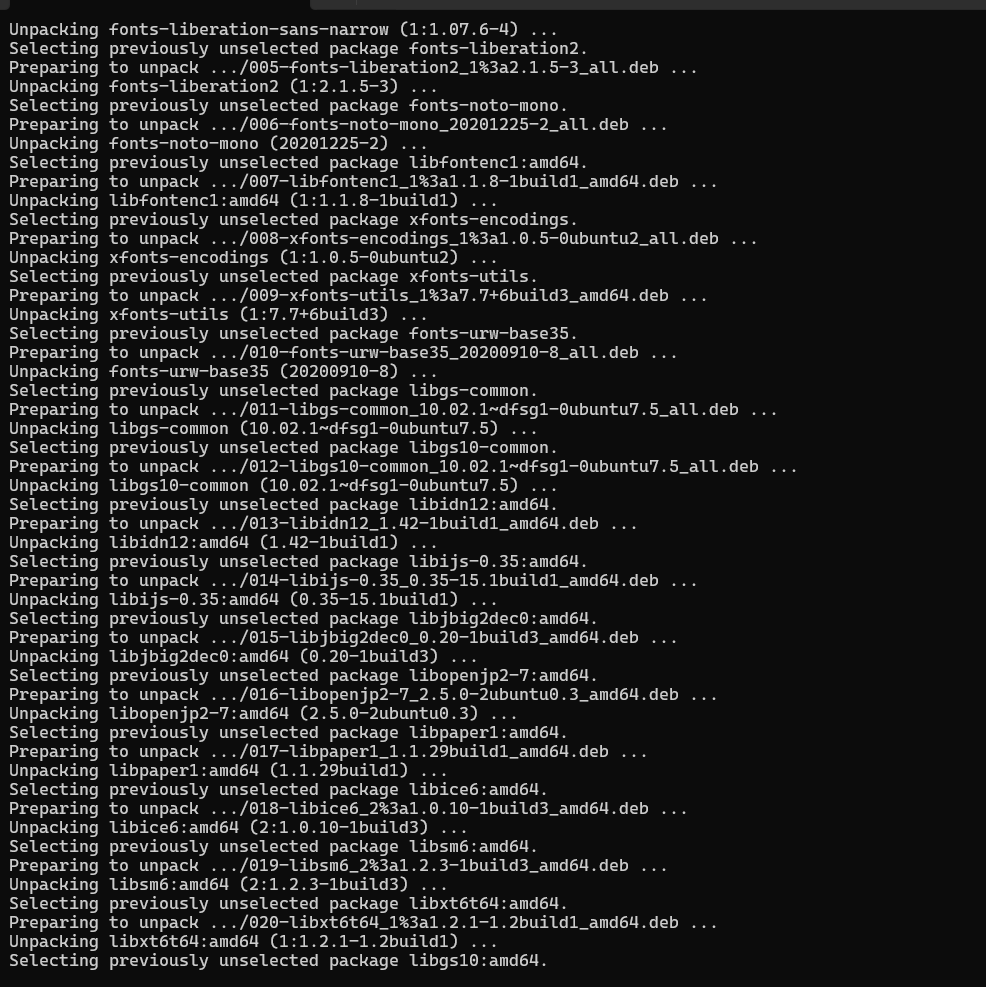 Unpacking fonts-liberation-sans-narrow (1:1.07.6-4) ...
Selecting previously unselected package fonts-liberation2.
Preparing to unpack .../005-fonts-liberation2_1%3a2.1.5-3_all.deb ...
Unpacking fonts-liberation2 (1:2.1.5-3) ...
Selecting previously unselected package fonts-noto-mono.
Preparing to unpack .../006-fonts-noto-mono_20201225-2_all.deb ...
Unpacking fonts-noto-mono (20201225-2) ...
Selecting previously unselected package libfontenc1:amd64.
Preparing to unpack .../007-libfontenc1_1%3a1.1.8-1build1_amd64.deb ...
Unpacking libfontenc1:amd64 (1:1.1.8-1build1) ...
Selecting previously unselected package xfonts-encodings.
Preparing to unpack .../008-xfonts-encodings_1%3a1.0.5-0ubuntu2_all.deb ...
Unpacking xfonts-encodings (1:1.0.5-0ubuntu2) ...
Selecting previously unselected package xfonts-utils.
Preparing to unpack .../009-xfonts-utils_1%3a7.7+6build3_amd64.deb ...
Unpacking xfonts-utils (1:7.7+6build3) ...
Selecting previously unselected package fonts-urw-base35.
Preparing to unpack .../010-fonts-urw-base35_20200910-8_all.deb ...
Unpacking fonts-urw-base35 (20200910-8) ...
Selecting previously unselected package libgs-common.
Preparing to unpack .../011-libgs-common_10.02.1~dfsg1-0ubuntu7.5_all.deb ...
Unpacking libgs-common (10.02.1~dfsg1-0ubuntu7.5) ...
Selecting previously unselected package libgs10-common.
Preparing to unpack .../012-libgs10-common_10.02.1~dfsg1-0ubuntu7.5_all.deb ...
Unpacking libgs10-common (10.02.1~dfsg1-0ubuntu7.5) ...
Selecting previously unselected package libidn12:amd64.
Preparing to unpack .../013-libidn12_1.42-1build1_amd64.deb ...
Unpacking libidn12:amd64 (1.42-1build1) ...
Selecting previously unselected package libijs-0.35:amd64.
Preparing to unpack .../014-libijs-0.35_0.35-15.1build1_amd64.deb ...
Unpacking libijs-0.35:amd64 (0.35-15.1build1) ...
Selecting previously unselected package libjbig2dec0:amd64.
Preparing to unpack .../015-libjbig2dec0_0.20-1build3_amd64.deb ...
Unpacking libjbig2dec0:amd64 (0.20-1build3) ...
Selecting previously unselected package libopenjp2-7:amd64.
Preparing to unpack .../016-libopenjp2-7_2.5.0-2ubuntu0.3_amd64.deb ...
Unpacking libopenjp2-7:amd64 (2.5.0-2ubuntu0.3) ...
Selecting previously unselected package libpaper1:amd64.
Preparing to unpack .../017-libpaper1_1.1.29build1_amd64.deb ...
Unpacking libpaper1:amd64 (1.1.29build1) ...
Selecting previously unselected package libice6:amd64.
Preparing to unpack .../018-libice6_2%3a1.0.10-1build3_amd64.deb ...
Unpacking libice6:amd64 (2:1.0.10-1build3) ...
Selecting previously unselected package libsm6:amd64.
Preparing to unpack .../019-libsm6_2%3a1.2.3-1build3_amd64.deb ...
Unpacking libsm6:amd64 (2:1.2.3-1build3) ...
Selecting previously unselected package libxt6t64:amd64.
Preparing to unpack .../020-libxt6t64_1%3a1.2.1-1.2build1_amd64.deb ...
Unpacking libxt6t64:amd64 (1:1.2.1-1.2build1) ...
Selecting previously unselected package libgs10:amd64.